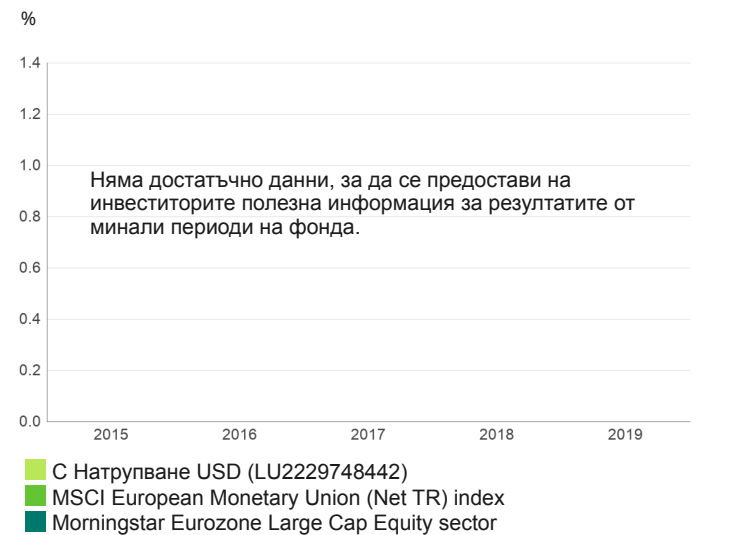 %
1.4
1.2
1.0
Няма достатъчно данни, за да се предостави на
инвеститорите полезна информация за резултатите от
минали периоди на фонда.
0.8
0.6
0.4
0.2
0.0
2015 2016 2017 2018 2019
C Натрупване USD (LU2229748442)
MSCI European Monetary Union (Net TR) index
Morningstar Eurozone Large Cap Equity sector